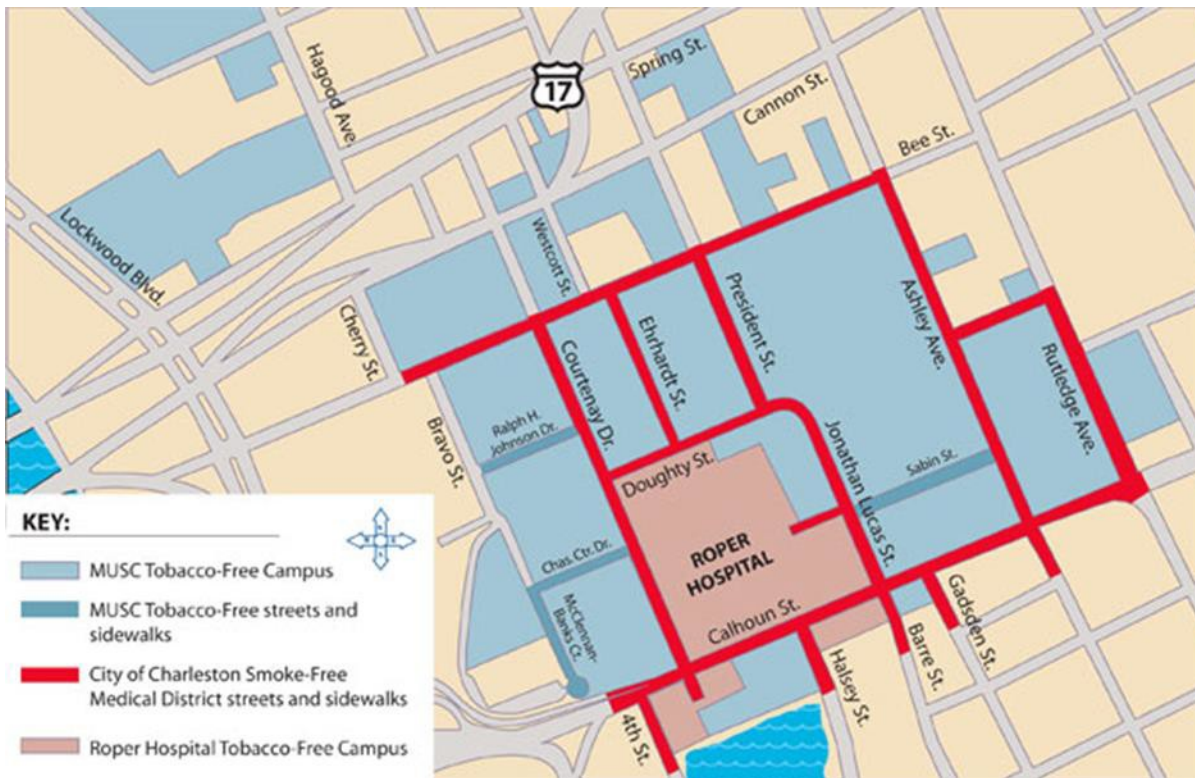 Hagood Ave.
17
Spring St.
Cannon St.
Bee St.
Lockwood Blvd.
Westcott St.
Cherry St.
Courtenay Dr.
Ehrhardt St.
President St.
Ashley Ave.
Rutledge Ave.
Bravo St.
Ralph H.
Johnson Dr.
Doughty St.
Jonathan Lucas St.
Sabin St.
ROPER
HOSPITAL
Chas. Ctr. Dr.
McClennan-
Banks Ct.
Calhoun St.
Gadsden St.
Barre St.
Halsey St.
4th St.
KEY:
MUSC Tobacco-Free Campus
MUSC Tobacco-Free streets and
sidewalks
City of Charleston Smoke-Free
Medical District streets and sidewalks
Roper Hospital Tobacco-Free Campus